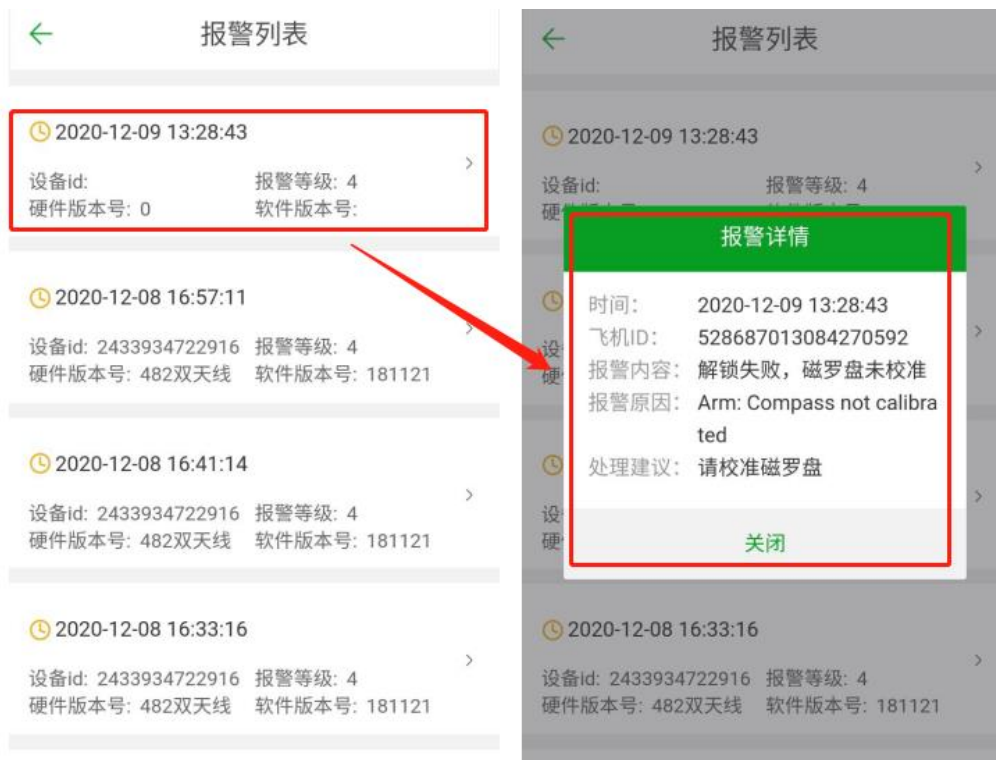 报警列表
2020-12-09 13:28:43
设备id: 报警等级: 4
硬件版本号: 0 软件版本号:
2020-12-08 16:57:11
设备id: 2433934722916 报警等级: 4
硬件版本号: 482双天线 软件版本号: 181121
2020-12-08 16:41:14
设备id: 2433934722916 报警等级: 4
硬件版本号: 482双天线 软件版本号: 181121
2020-12-08 16:33:16
设备id: 2433934722916 报警等级: 4
硬件版本号: 482双天线 软件版本号: 181121
报警列表
2020-12-09 13:28:43
设备id: 报警等级: 4
硬
报警详情
时间: 2020-12-09 13:28:43
飞机ID: 528687013084270592
报警内容: 解锁失败，磁罗盘未校准
报警原因: Arm: Compass not calibra
ted
处理建议: 请校准磁罗盘
关闭
设
硬
设
硬
2020-12-08 16:33:16
设备id: 2433934722916 报警等级: 4
硬件版本号: 482双天线 软件版本号: 181121